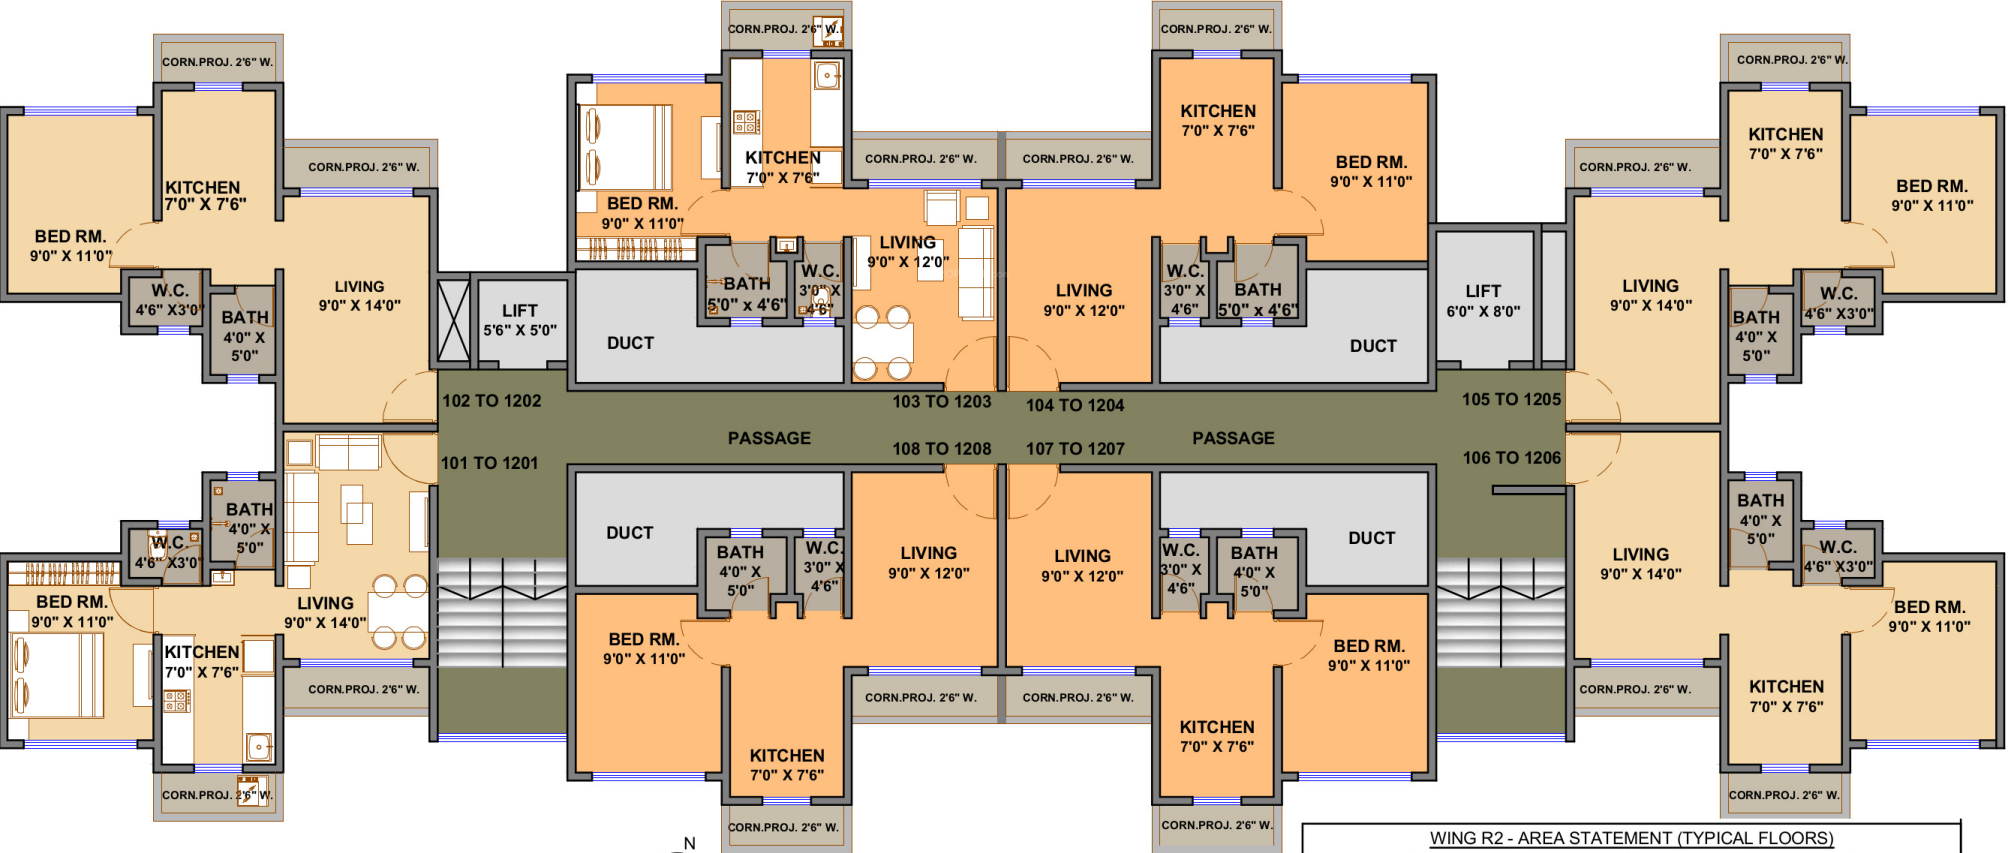 CORN.PROJ. 2'6" W.
KITCHEN
7'0" X 7'6"
BED RM.
9'0" X 11'0"
CORN.PROJ. 2'6" W.
LIVING
9'0" X 14'0"
W.C.
4'6" X3'0"
BATH
4'0" X
5'0"
LIFT
5'6" X 5'0"
102 TO 1202
CORN.PROJ. 2'6" W.
KITCHEN
7'0" X 7'6"
BED RM.
9'0" X 11'0"
CORN.PROJ. 2'6" W.
LIVING
9'0" X 12'0"
BATH
5'0" x 4'6"
W.C.
3'0" X
4'6"
DUCT
103 TO 1203
CORN.PROJ. 2'6" W.
KITCHEN
7'0" X 7'6"
BED RM.
9'0" X 11'0"
CORN.PROJ. 2'6" W.
LIVING
9'0" X 12'0"
W.C.
3'0" X
4'6"
BATH
5'0" x 4'6"
DUCT
104 TO 1204
LIFT
6'0" X 8'0"
CORN.PROJ. 2'6" W.
KITCHEN
7'0" X 7'6"
BED RM.
9'0" X 11'0"
CORN.PROJ. 2'6" W.
LIVING
9'0" X 14'0"
W.C.
4'6" X3'0"
BATH
4'0" X
5'0"
105 TO 1205
PASSAGE
PASSAGE
101 TO 1201
BATH
4'0" X
5'0"
W.C.
4'6" X3'0"
BED RM.
9'0" X 11'0"
LIVING
9'0" X 14'0"
KITCHEN
7'0" X 7'6"
CORN.PROJ. 2'6" W.
CORN.PROJ. 2'6" W.
108 TO 1208
DUCT
BATH
4'0" X
5'0"
W.C.
3'0" X
4'6"
LIVING
9'0" X 12'0"
BED RM.
9'0" X 11'0"
CORN.PROJ. 2'6" W.
KITCHEN
7'0" X 7'6"
CORN.PROJ. 2'6" W.
107 TO 1207
LIVING
9'0" X 12'0"
W.C.
3'0" X
4'6"
BATH
4'0" X
5'0"
DUCT
BED RM.
9'0" X 11'0"
CORN.PROJ. 2'6" W.
KITCHEN
7'0" X 7'6"
CORN.PROJ. 2'6" W.
106 TO 1206
BATH
4'0" X
5'0"
W.C.
4'6" X3'0"
LIVING
9'0" X 14'0"
BED RM.
9'0" X 11'0"
CORN.PROJ. 2'6" W.
KITCHEN
7'0" X 7'6"
CORN.PROJ. 2'6" W.
N
WING R2 - AREA STATEMENT (TYPICAL FLOORS)